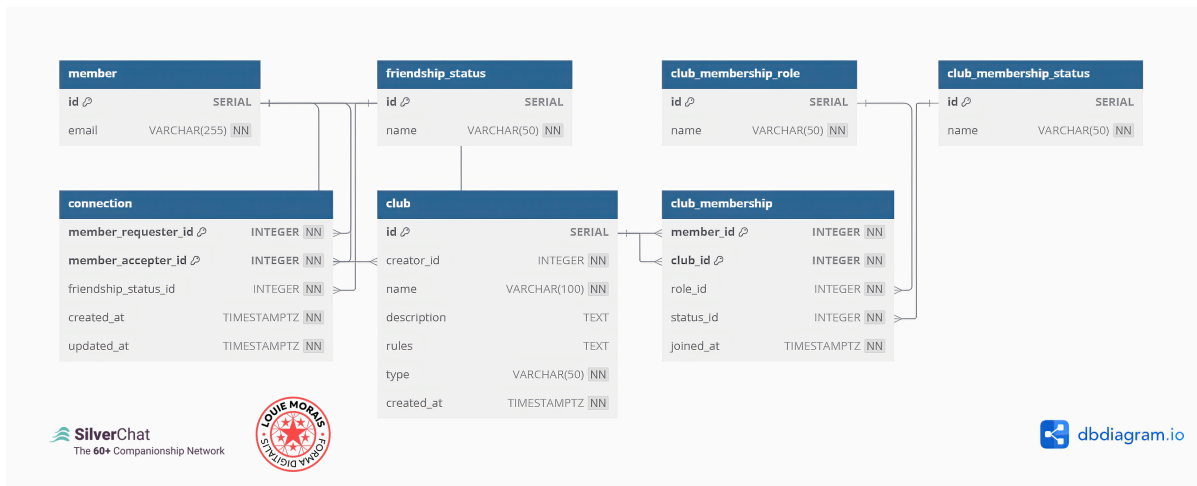 member
id SERIAL
email VARCHAR(255) NN
friendship_status
id SERIAL
name VARCHAR(50) NN
club_membership_role
id SERIAL
name VARCHAR(50) NN
club_membership_status
id SERIAL
name VARCHAR(50) NN
connection
member_requester_id INTEGER NN
member_accepter_id INTEGER NN
friendship_status_id INTEGER NN
created_at TIMESTAMPTZ NN
updated_at TIMESTAMPTZ NN
club
id SERIAL
creator_id INTEGER NN
name VARCHAR(100) NN
description TEXT
rules TEXT
type VARCHAR(50) NN
created_at TIMESTAMPTZ NN
club_membership
member_id INTEGER NN
club_id INTEGER NN
role_id INTEGER NN
status_id INTEGER NN
joined_at TIMESTAMPTZ NN
SilverChat
The 60+ Companionship Network
LOUIE MORAIS
FORMA DIGITALIS
dbdiagram.io